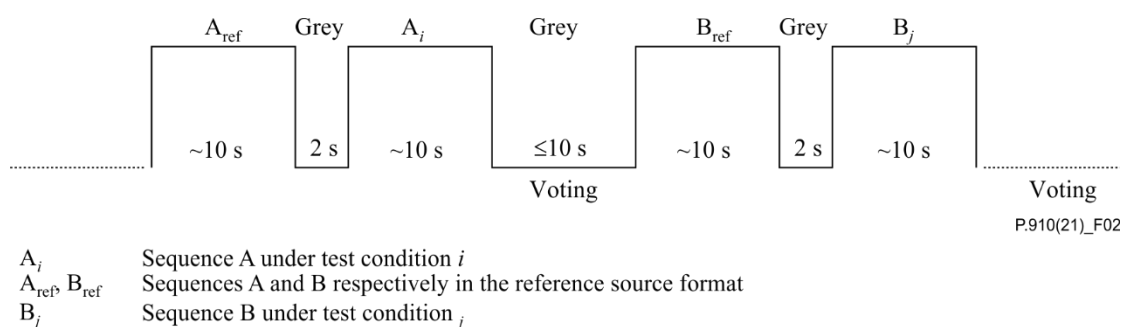 A_ref Grey A_i Grey B_ref Grey B_j
~10 s 2 s ~10 s ≤10 s ~10 s 2 s ~10 s
Voting Voting
P.910(21)_F02
A_i Sequence A under test condition i
A_ref, B_ref Sequences A and B respectively in the reference source format
B_j Sequence B under test condition j